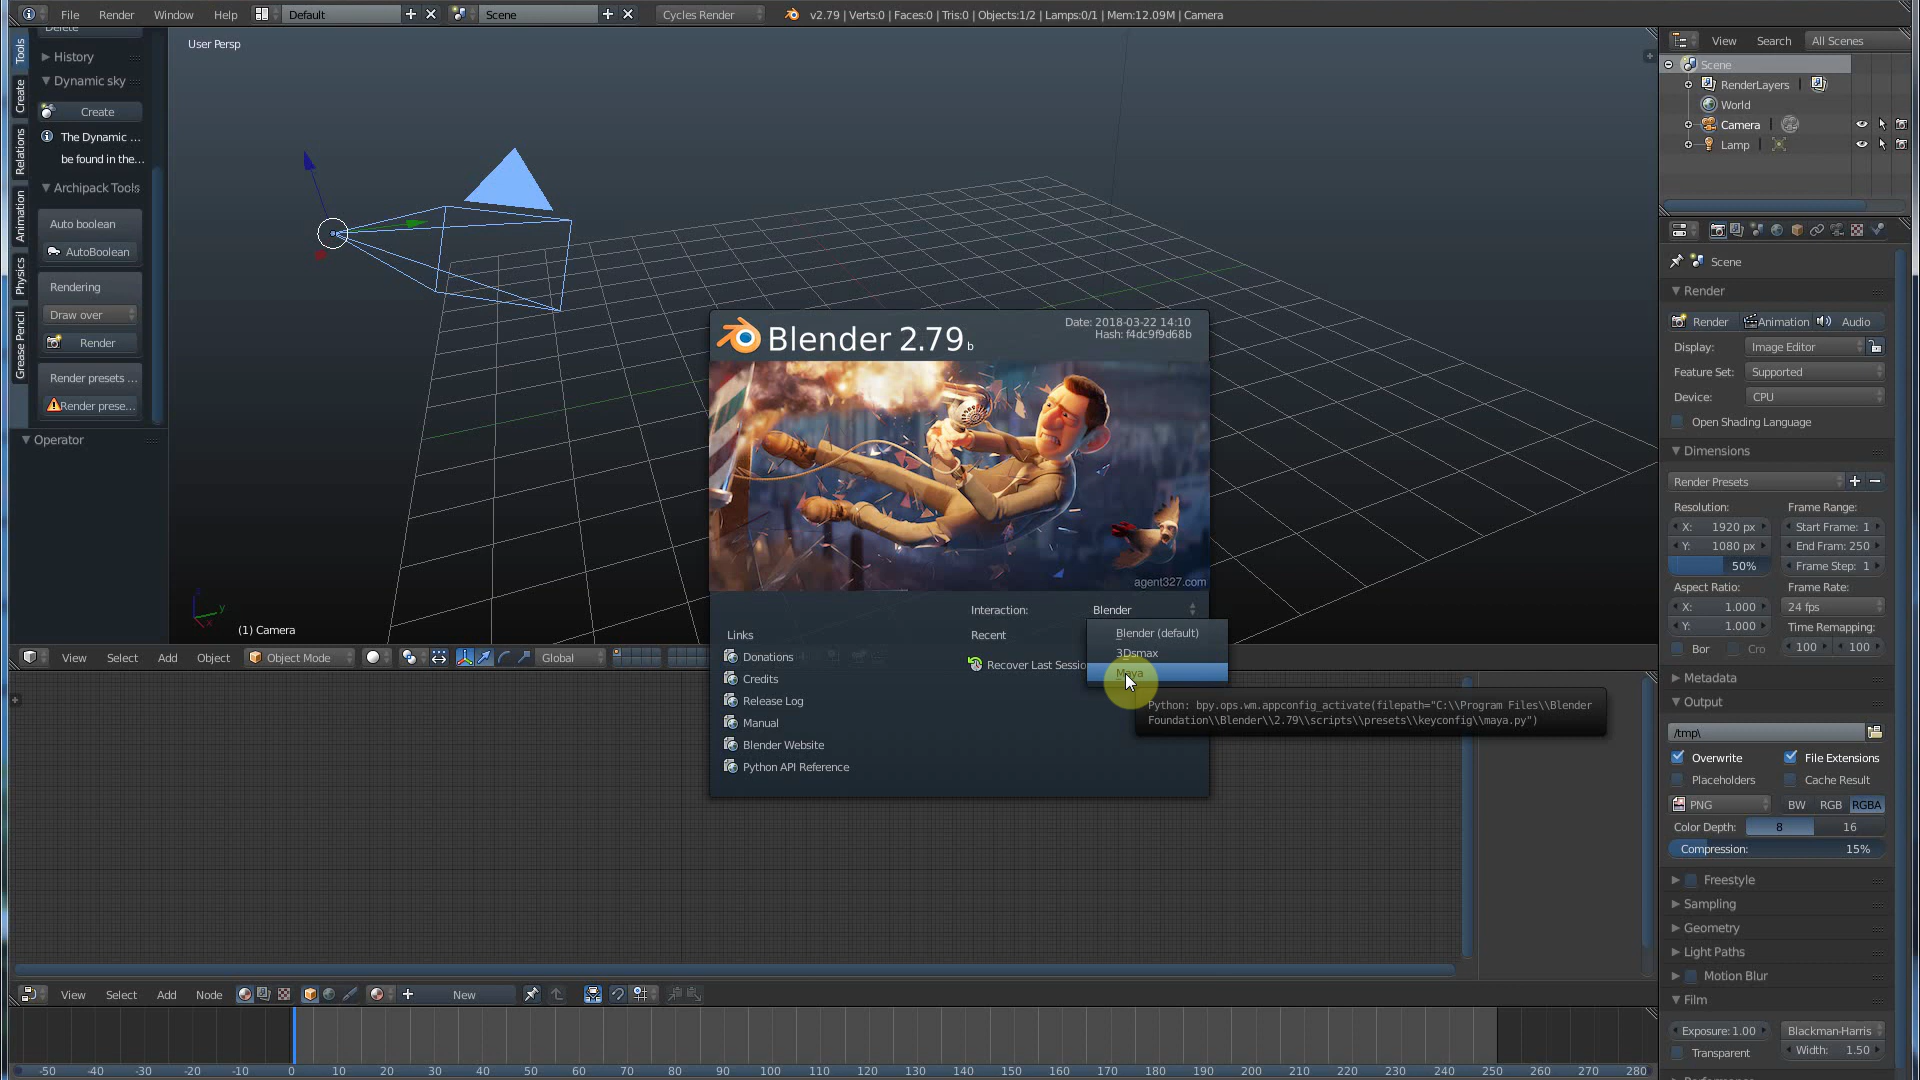 File Render Window Help Default Scene Cycles Render v2.79 | Verts:0 | Faces:0 | Tris:0 | Objects:1/2 | Lamps:0/1 | Mem:12.09M | Camera
Tools
Create
Relations
Animation
Physics
Grease Pencil
Delete
History
Dynamic sky
Create
The Dynamic ...
be found in the...
Archipack Tools
Auto boolean
AutoBoolean
Rendering
Draw over
Render
Render presets ...
Render prese...
Operator
User Persp
(1) Camera
Blender 2.79 b
Date: 2018-03-22 14:10
Hash: f4dc9f9d68b
agent327.com
Interaction: Blender
Links
Donations
Credits
Release Log
Manual
Blender Website
Python API Reference
Recent
Recover Last Sessio
Blender (default)
3Dsmax
Maya
Python: bpy.ops.wm.appconfig_activate(filepath="C:\\Program Files\\Blender
Foundation\\Blender\\2.79\\scripts\\presets\\keyconfig\\maya.py")
View Select Add Object Object Mode Global
View Select Add Node New
-50 -40 -30 -20 -10 0 10 20 30 40 50 60 70 80 90 100 110 120 130 140 150 160 170 180 190 200 210 220 230 240 250 260 270 280
View Search All Scenes
Scene
RenderLayers
World
Camera
Lamp
Scene
Render
Render Animation Audio
Display: Image Editor
Feature Set: Supported
Device: CPU
Open Shading Language
Dimensions
Render Presets
Resolution: Frame Range:
X: 1920 px Start Frame: 1
Y: 1080 px End Fram: 250
50% Frame Step: 1
Aspect Ratio: Frame Rate:
X: 1.000 24 fps
Y: 1.000 Time Remapping:
Bor Cro 100 100
Metadata
Output
/tmp\
Overwrite File Extensions
Placeholders Cache Result
PNG BW RGB RGBA
Color Depth: 8 16
Compression: 15%
Freestyle
Sampling
Geometry
Light Paths
Motion Blur
Film
Exposure: 1.00 Blackman-Harris
Transparent Width: 1.50